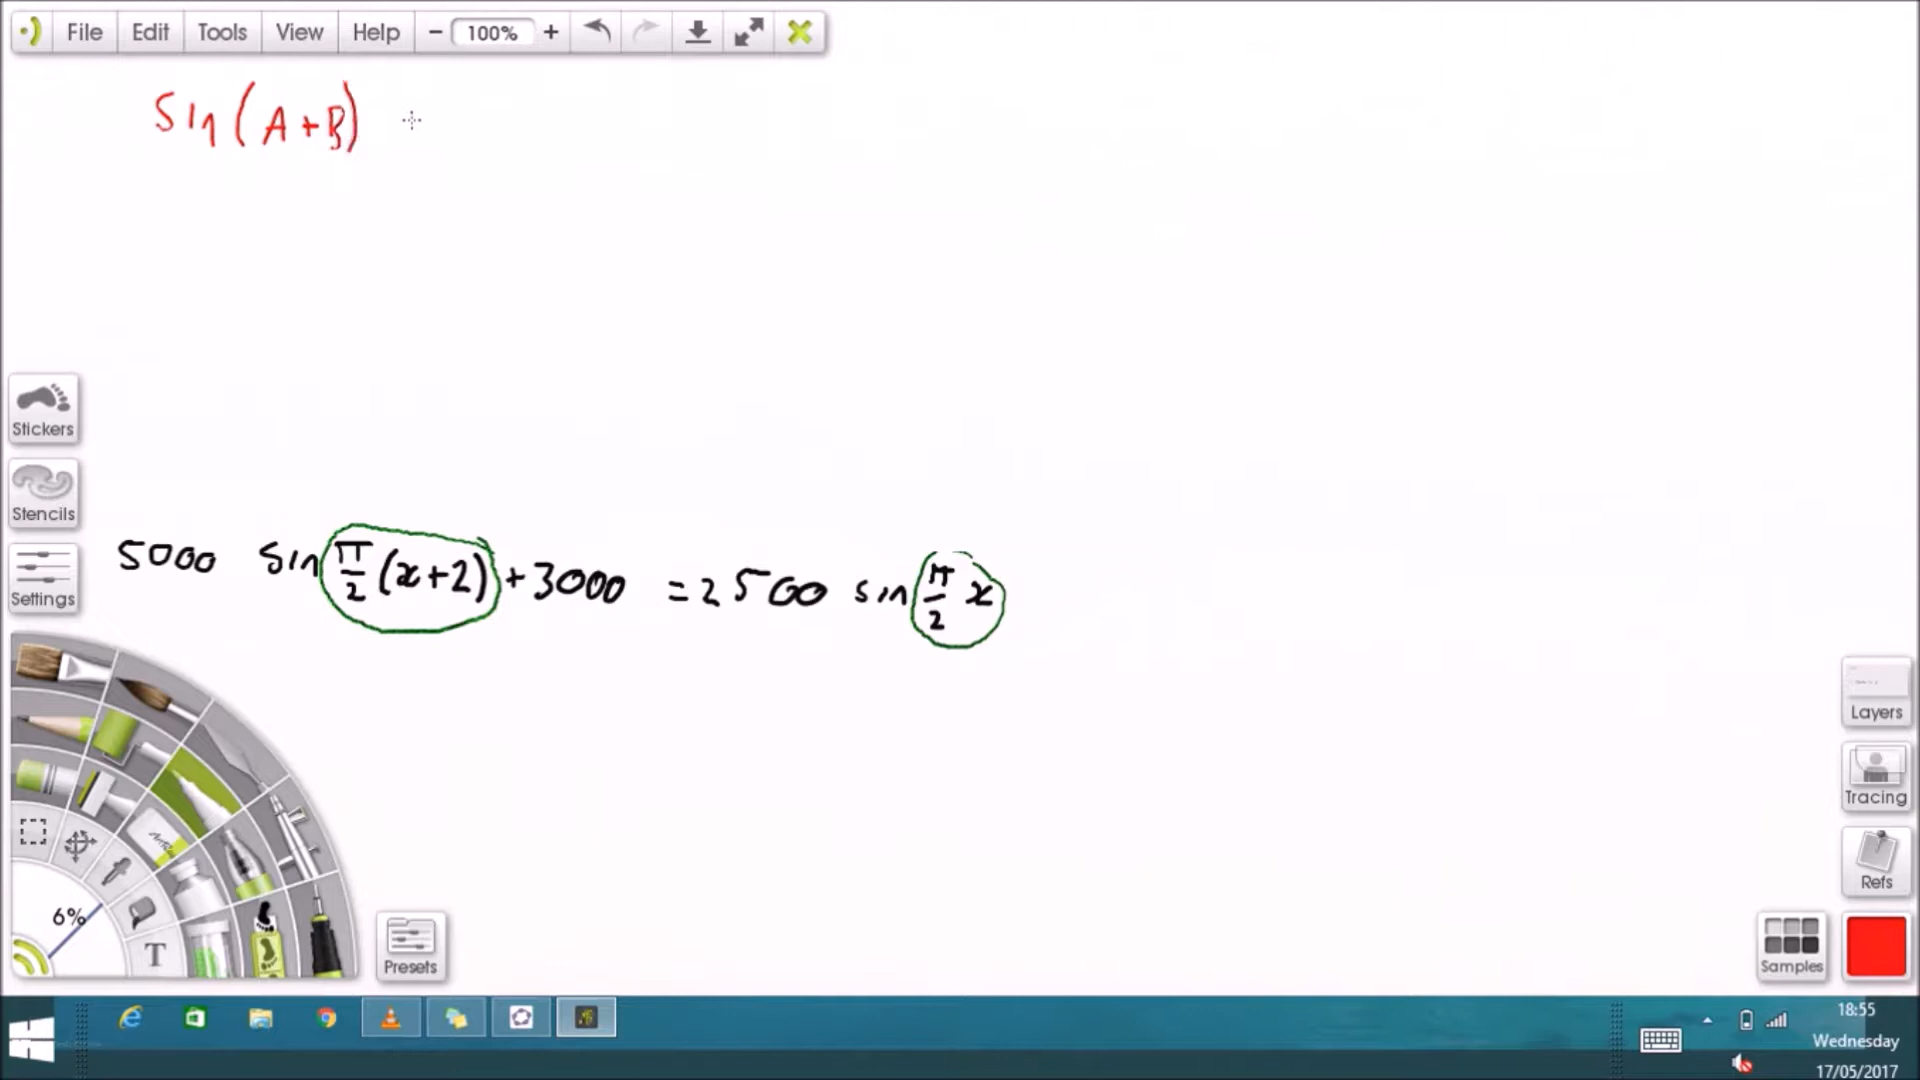 File Edit Tools View Help − 100% +
sin(A+B)
Stickers
Stencils
5000 sin π/2 (x+2) + 3000 = 2500 sin π/2 x
Settings
Layers
Tracing
Refs
6%
T
Presets
Samples
18:55
Wednesday
17/05/2017